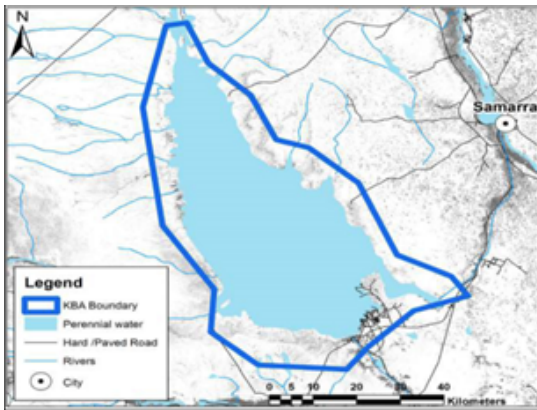 N
Samarra
Legend
KBA Boundary
Perennial water
Hard /Paved Road
Rivers
City
0 5 10 20 30 40
Kilometers